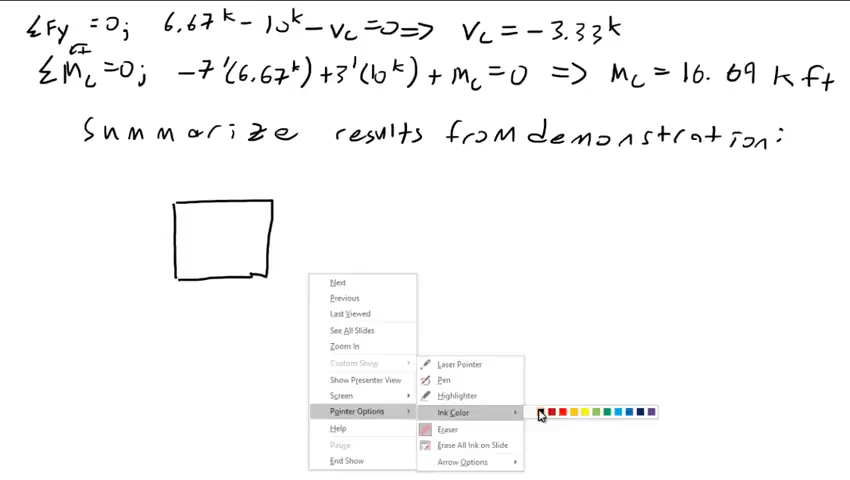 ΣFy = 0; 6.67ᵏ - 10ᵏ - Vc = 0 => Vc = -3.33ᵏ
ΣMc = 0; -7'(6.67ᵏ) + 3'(10ᵏ) + Mc = 0 => Mc = 16.69 k ft
Summarize results from demonstration:
Next
Previous
Last Viewed
See All Slides
Zoom In
Custom Show
Show Presenter View
Screen
Pointer Options
Help
Pause
End Show
Laser Pointer
Pen
Highlighter
Ink Color
Eraser
Erase All Ink on Slide
Arrow Options